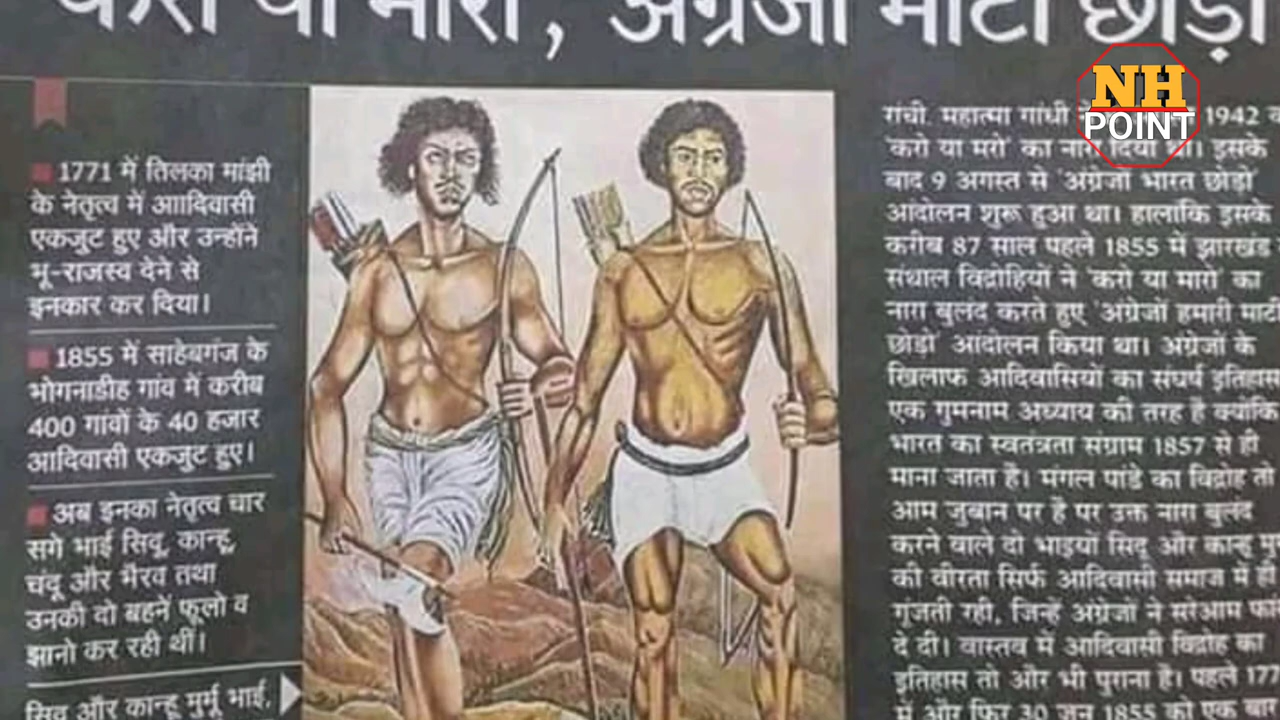 करो या मारो', अंग्रेजों माटी छोड़ो
1771 में तिलका मांझी
के नेतृत्व में आादिवासी
एकजुट हुए और उन्होंने
भू-राजस्व देने से
इनकार कर दिया।
1855 में साहेबगंज के
भोगनाडीह गांव में करीब
400 गांवों के 40 हजार
आदिवासी एकजुट हुए।
अब इनका नेतृत्व चार
सगे भाई सिदू, कान्हू,
चंदू और भैरव तथा
उनकी दो बहनें फूलो व
झानो कर रही थीं।
सिदू और कान्हू मुर्मू भाई,
NH
POINT
रांची. महात्मा गांधी ने 1942
'करो या मरो' का नारा दिया था। इसके
बाद 9 अगस्त से 'अंग्रेजों भारत छोड़ो'
आंदोलन शुरू हुआ था। हालांकि इसके
करीब 87 साल पहले 1855 में झारखंड
संथाल विद्रोहियों ने 'करो या मारो' का
नारा बुलंद करते हुए 'अंग्रेजों हमारी माटी
छोड़ो' आंदोलन किया था। अंग्रेजों के
खिलाफ आदिवासियों का संघर्ष इतिहास
एक गुमनाम अध्याय की तरह है क्योंकि
भारत का स्वतंत्रता संग्राम 1857 से ही
माना जाता है। मंगल पांडे का विद्रोह तो
आम जुबान पर है पर उक्त नारा बुलंद
करने वाले दो भाइयों सिदू और कान्हू
की वीरता सिर्फ आदिवासी समाज में ही
गूंजती रही, जिन्हें अंग्रेजों ने सरेआम
दे दी। वास्तव में आदिवासी विद्रोह का
इतिहास तो और भी पुराना है। पहले
में और फिर 30 जून 1855 को एक बार